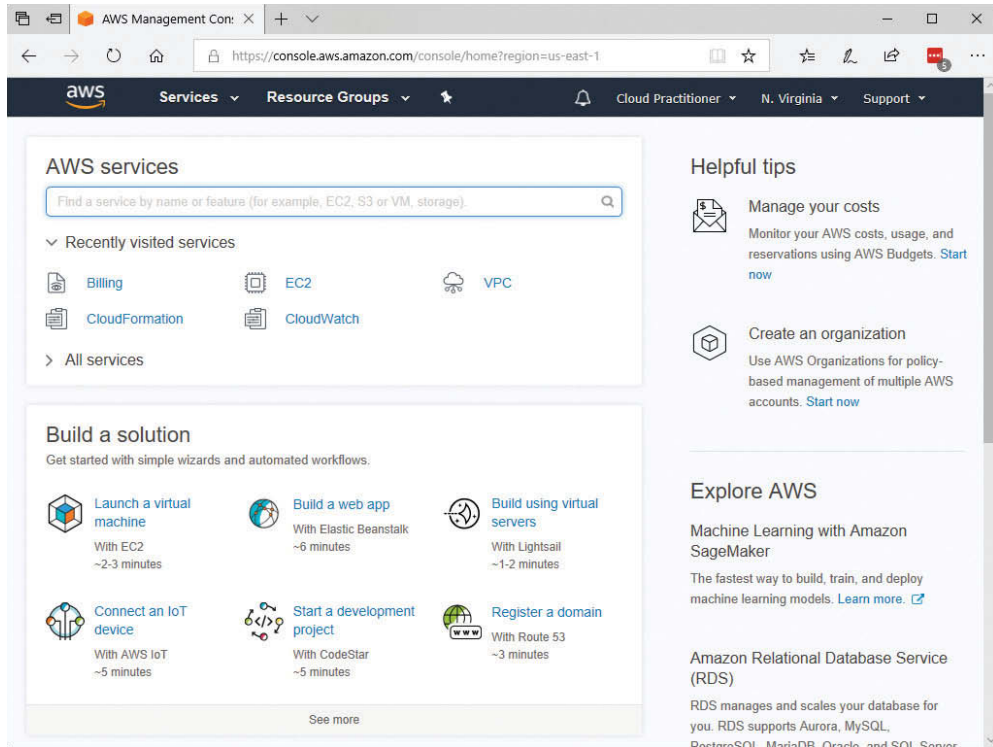 AWS Management Con:
https://console.aws.amazon.com/console/home?region=us-east-1
5
aws
Services
Resource Groups
Cloud Practitioner
N. Virginia
Support
AWS services
Find a service by name or feature (for example, EC2, S3 or VM, storage).
Recently visited services
Billing
EC2
VPC
CloudFormation
CloudWatch
All services
Build a solution
Get started with simple wizards and automated workflows.
Launch a virtual
machine
With EC2
~2-3 minutes
Build a web app
With Elastic Beanstalk
~6 minutes
Build using virtual
servers
With Lightsail
~1-2 minutes
Connect an IoT
device
With AWS IoT
~5 minutes
Start a development
project
With CodeStar
~5 minutes
www
Register a domain
With Route 53
~3 minutes
See more
Helpful tips
Manage your costs
Monitor your AWS costs, usage, and
reservations using AWS Budgets. Start
now
Create an organization
Use AWS Organizations for policy-
based management of multiple AWS
accounts. Start now
Explore AWS
Machine Learning with Amazon
SageMaker
The fastest way to build, train, and deploy
machine learning models. Learn more.
Amazon Relational Database Service
(RDS)
RDS manages and scales your database for
you. RDS supports Aurora, MySQL,
PostgreSQL, MariaDB, Oracle, and SQL Server